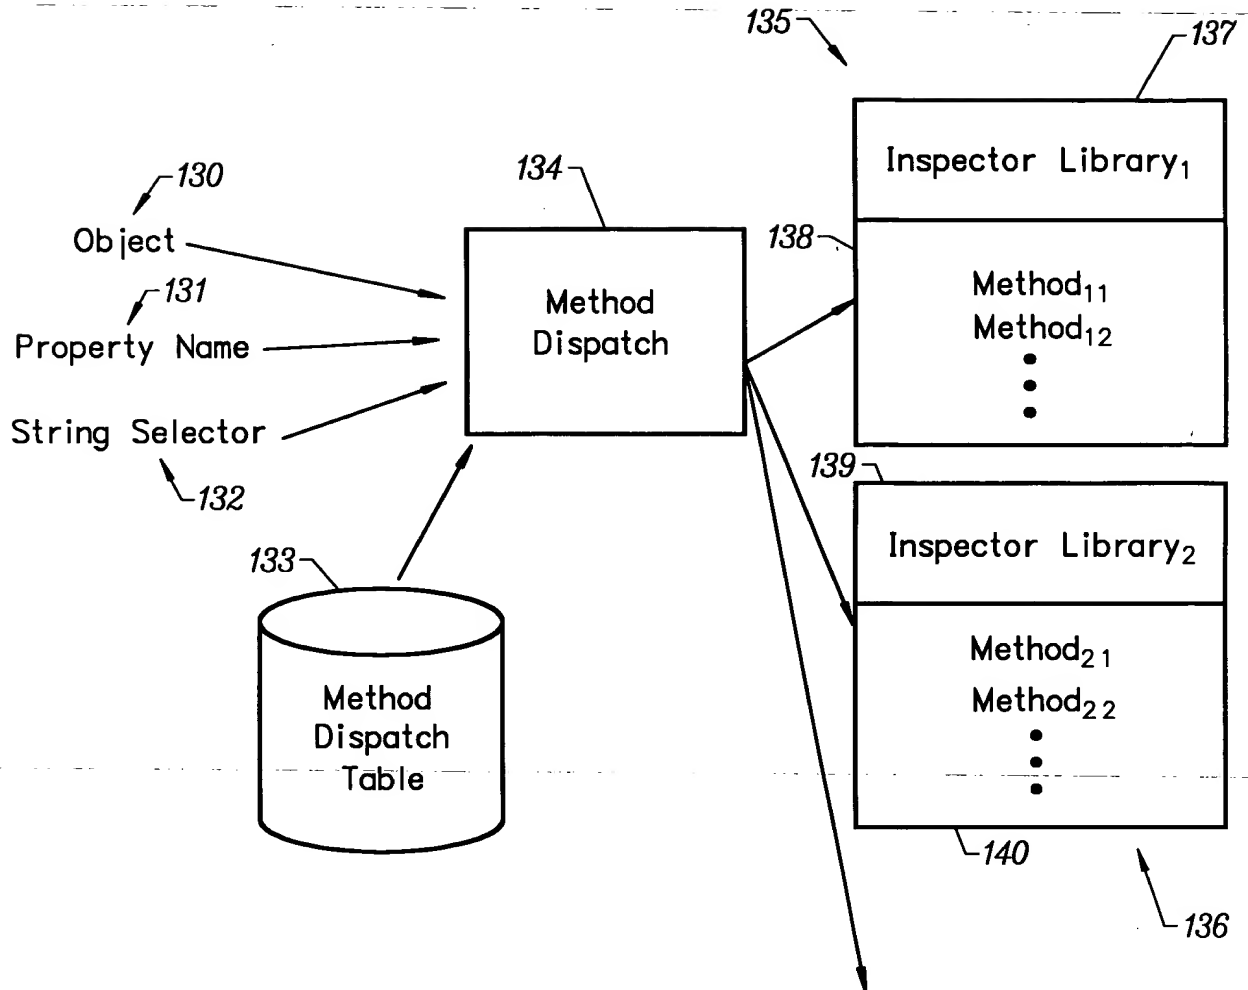 135
137
Inspector Library₁
130
134
Object
138
Method₁₁
131
Method
Dispatch
Method₁₂
Property Name
String Selector
139
132
Inspector Library₂
133
Method₂₁
Method
Dispatch
Table
Method₂₂
140
136